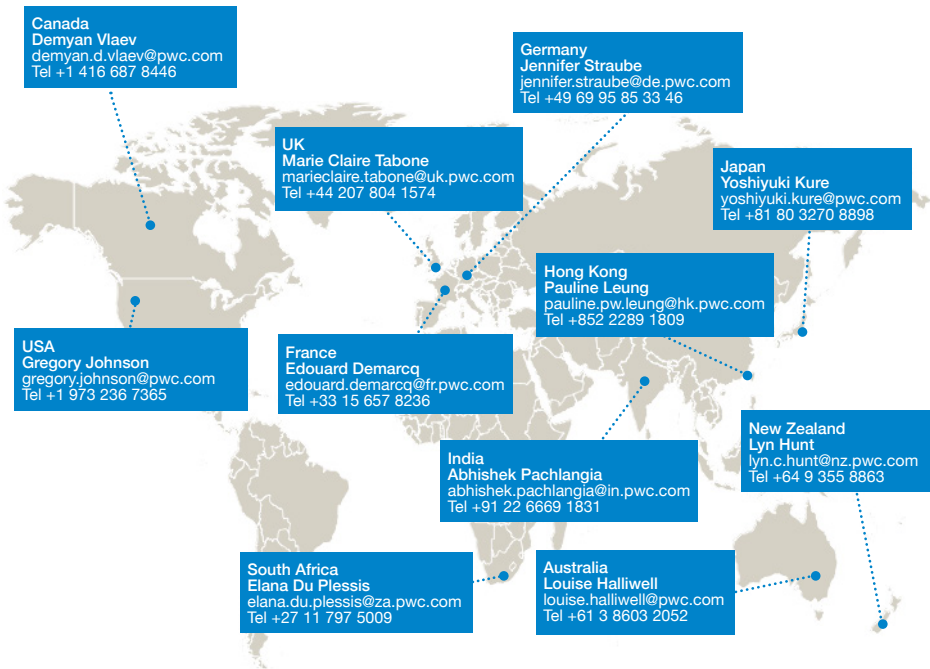 Canada
Demyan Vlaev
demyan.d.vlaev@pwc.com
Tel +1 416 687 8446
Germany
Jennifer Straube
jennifer.straube@de.pwc.com
Tel +49 69 95 85 33 46
UK
Marie Claire Tabone
marieclaire.tabone@uk.pwc.com
Tel +44 207 804 1574
Japan
Yoshiyuki Kure
yoshiyuki.kure@pwc.com
Tel +81 80 3270 8898
Hong Kong
Pauline Leung
pauline.pw.leung@hk.pwc.com
Tel +852 2289 1809
USA
Gregory Johnson
gregory.johnson@pwc.com
Tel +1 973 236 7365
France
Edouard Demarcq
edouard.demarcq@fr.pwc.com
Tel +33 15 657 8236
New Zealand
Lyn Hunt
lyn.c.hunt@nz.pwc.com
Tel +64 9 355 8863
India
Abhishek Pachlangia
abhishek.pachlangia@in.pwc.com
Tel +91 22 6669 1831
South Africa
Elana Du Plessis
elana.du.plessis@za.pwc.com
Tel +27 11 797 5009
Australia
Louise Halliwell
louise.halliwell@pwc.com
Tel +61 3 8603 2052